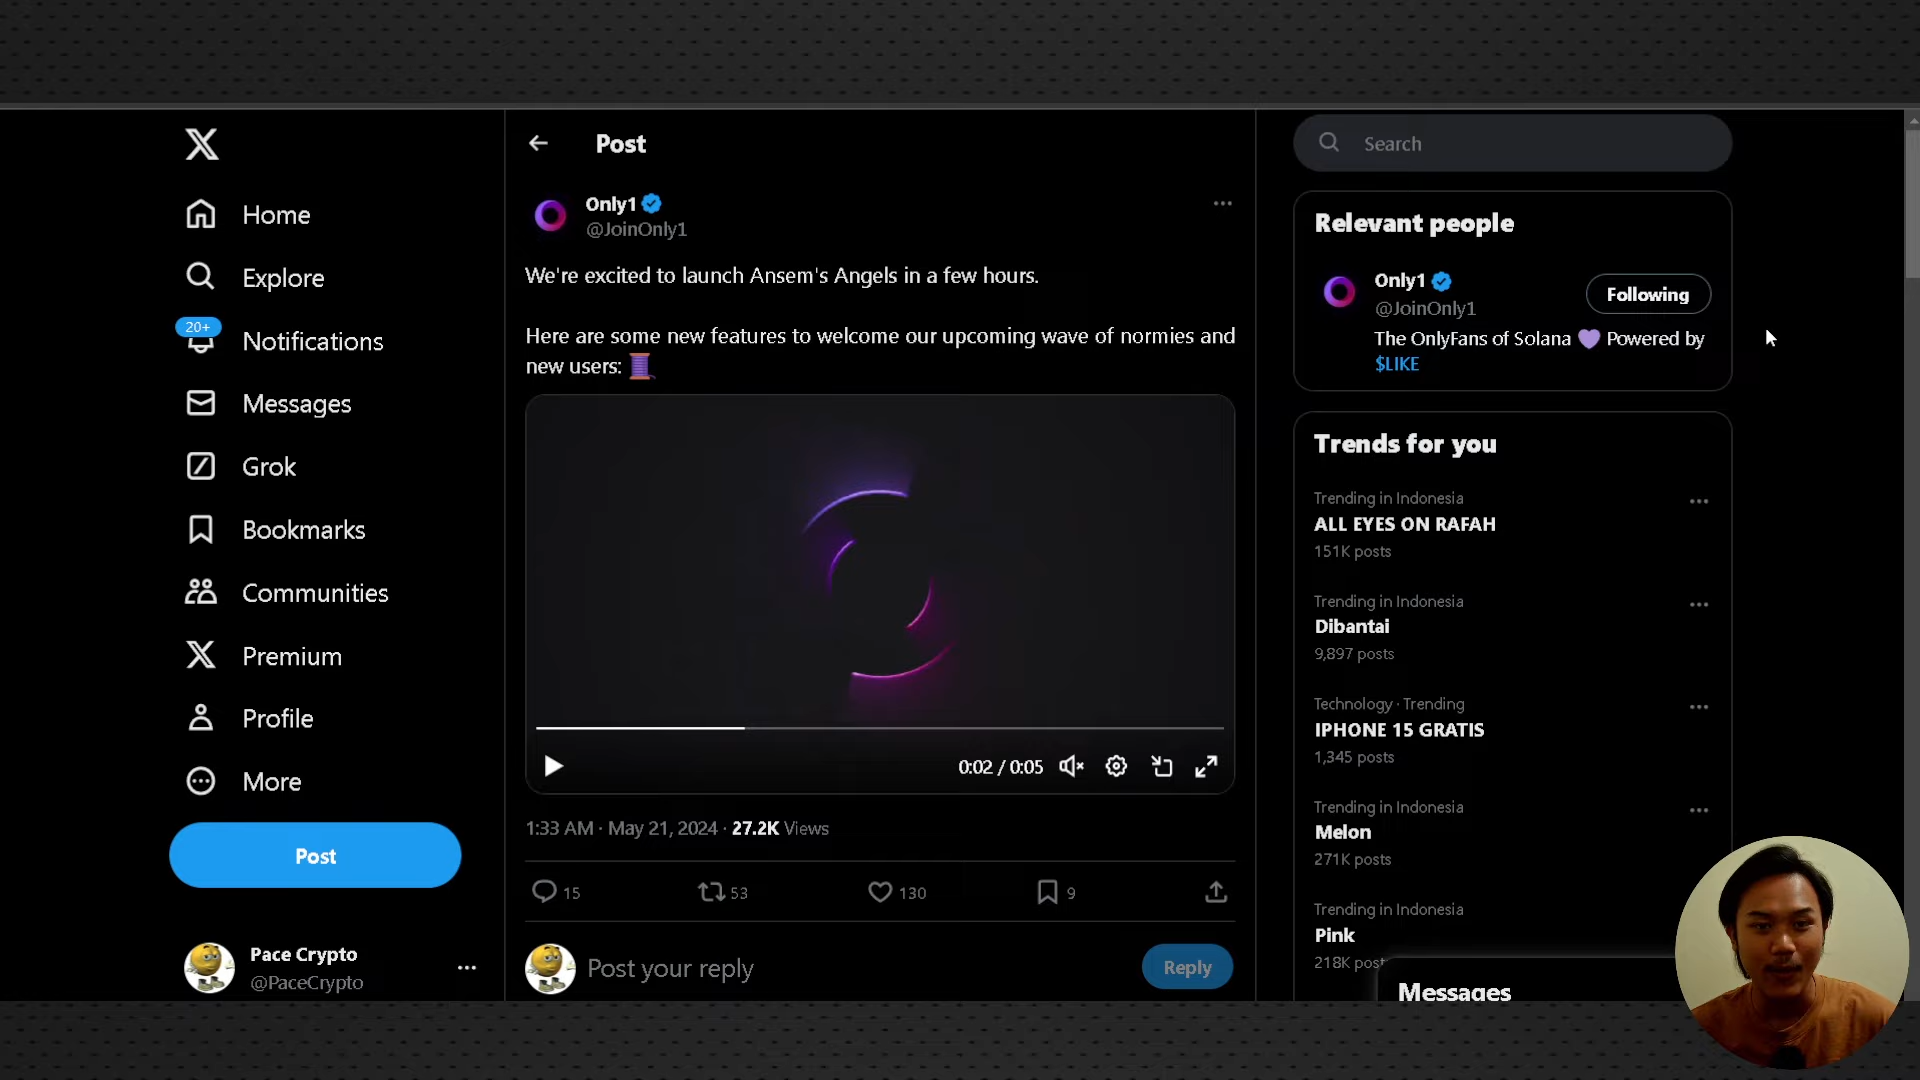 Home
Explore
20+
Notifications
Messages
Grok
Bookmarks
Communities
Premium
Profile
More
Post
Pace Crypto
@PaceCrypto
Post
Only1
@JoinOnly1
We're excited to launch Ansem's Angels in a few hours.
Here are some new features to welcome our upcoming wave of normies and
new users:
0:02 / 0:05
1:33 AM · May 21, 2024 · 27.2K Views
15 53 130 9
Post your reply
Reply
Search
Relevant people
Only1
@JoinOnly1
Following
The OnlyFans of Solana 💜 Powered by
$LIKE
Trends for you
Trending in Indonesia
ALL EYES ON RAFAH
151K posts
Trending in Indonesia
Dibantai
9,897 posts
Technology · Trending
IPHONE 15 GRATIS
1,345 posts
Trending in Indonesia
Melon
271K posts
Trending in Indonesia
Pink
218K post
Messages